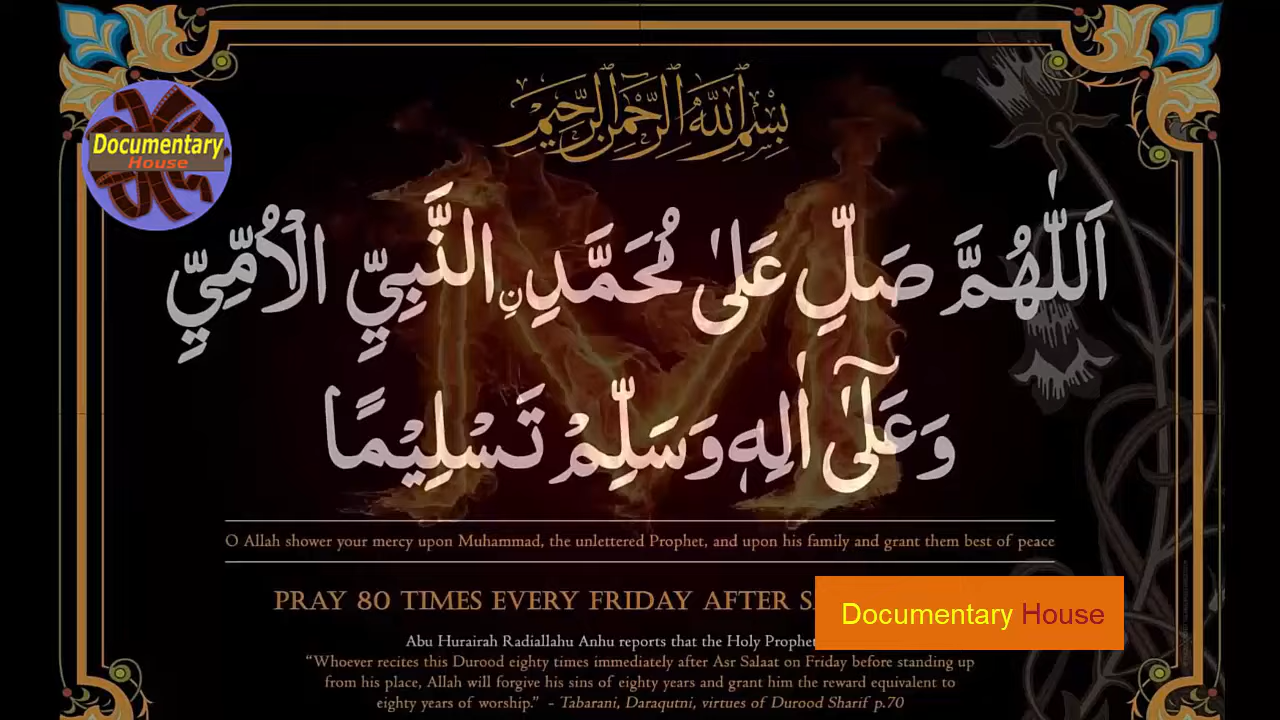 Documentary
House
بِسْمِ اللهِ الرَّحْمٰنِ الرَّحِيْمِ
اَللّٰهُمَّ صَلِّ عَلٰى مُحَمَّدِ نِ النَّبِيِّ الْاُمِّيِّ
وَعَلٰٓى اٰلِهٖ وَسَلِّمْ تَسْلِيْمًا
O Allah shower your mercy upon Muhammad, the unlettered Prophet, and upon his family and grant them best of peace
PRAY 80 TIMES EVERY FRIDAY AFTER
Documentary House
Abu Hurairah Radiallahu Anhu reports that the Holy Prophet
“Whoever recites this Durood eighty times immediately after Asr Salaat on Friday before standing up
from his place, Allah will forgive his sins of eighty years and grant him the reward equivalent to
eighty years of worship.” - Tabarani, Daraqutni, virtues of Durood Sharif p.70